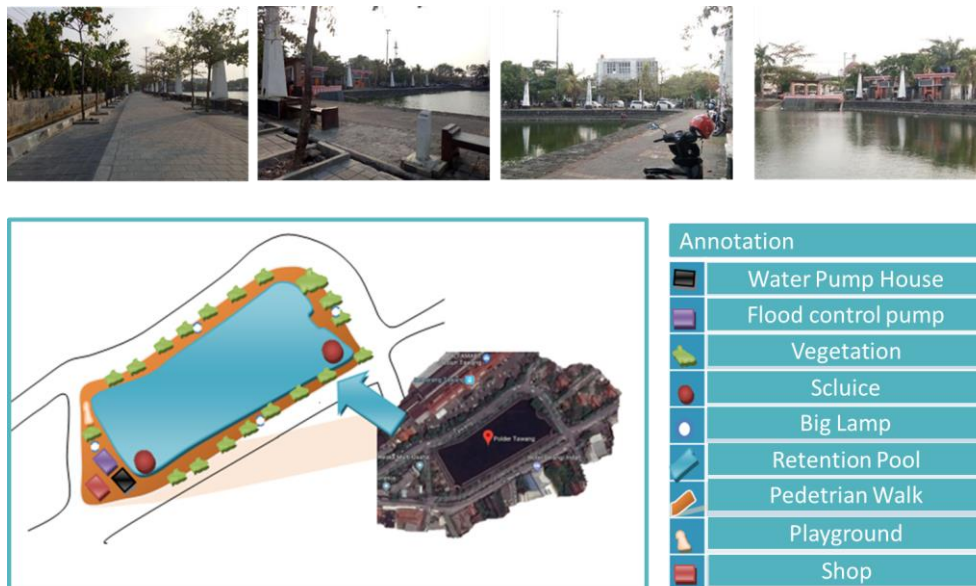 Polder Tawang
Annotation
Water Pump House
Flood control pump
Vegetation
Scluice
Big Lamp
Retention Pool
Pedetrian Walk
Playground
Shop